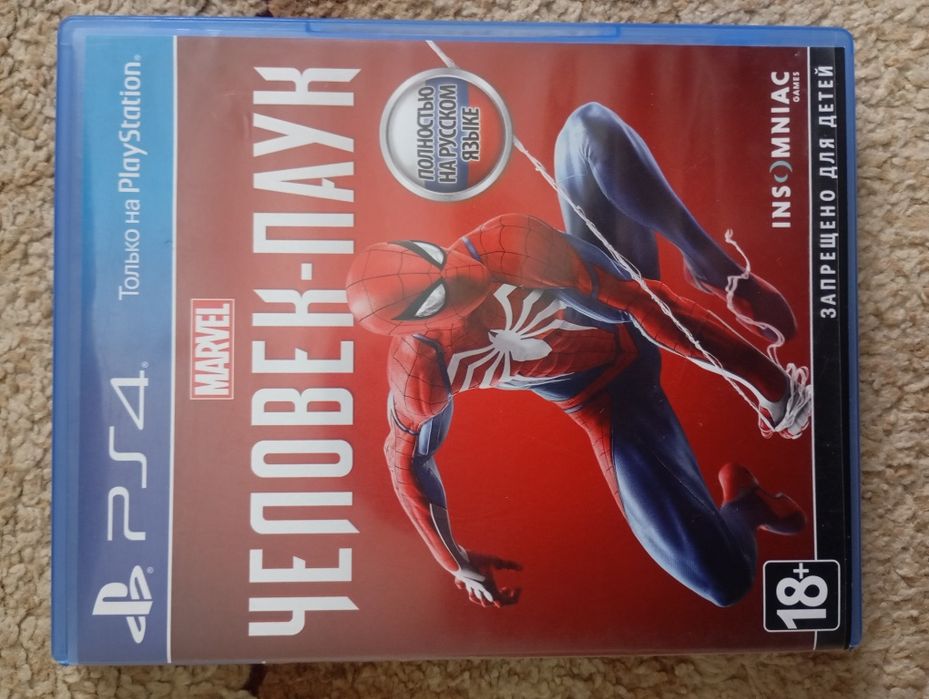 PS4
Только на PlayStation
MARVEL
ЧЕЛОВЕК-ПАУК
ПОЛНОСТЬЮ
НА РУССКОМ
ЯЗЫКЕ
INSOMNIAC
GAMES
18+
ЗАПРЕЩЕНО ДЛЯ ДЕТЕЙ